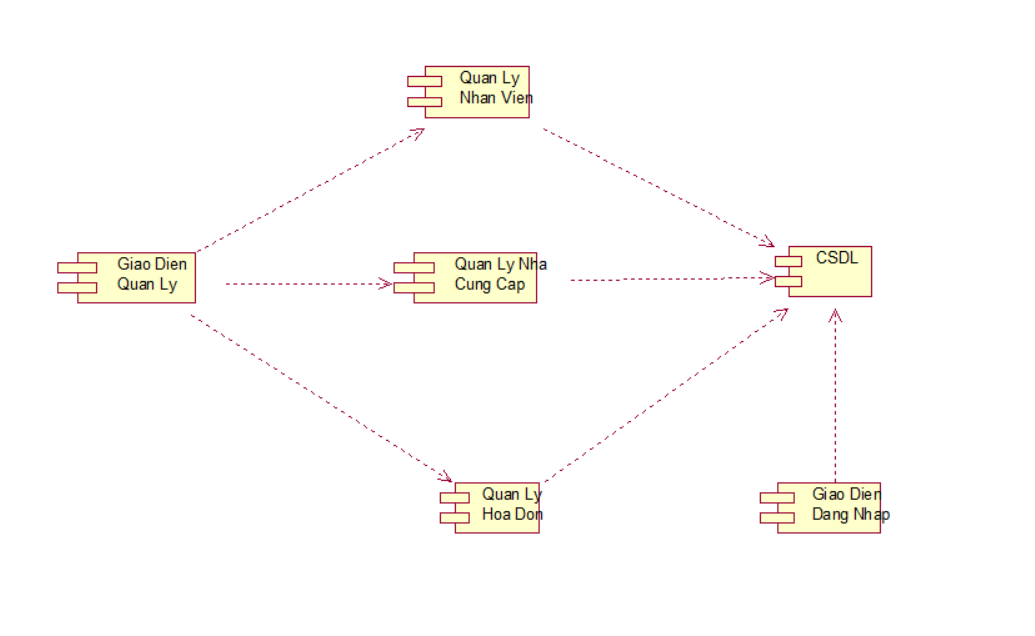 Quan Ly
Nhan Vien
Giao Dien
Quan Ly
Quan Ly Nha
Cung Cap
CSDL
Quan Ly
Hoa Don
Giao Dien
Dang Nhap